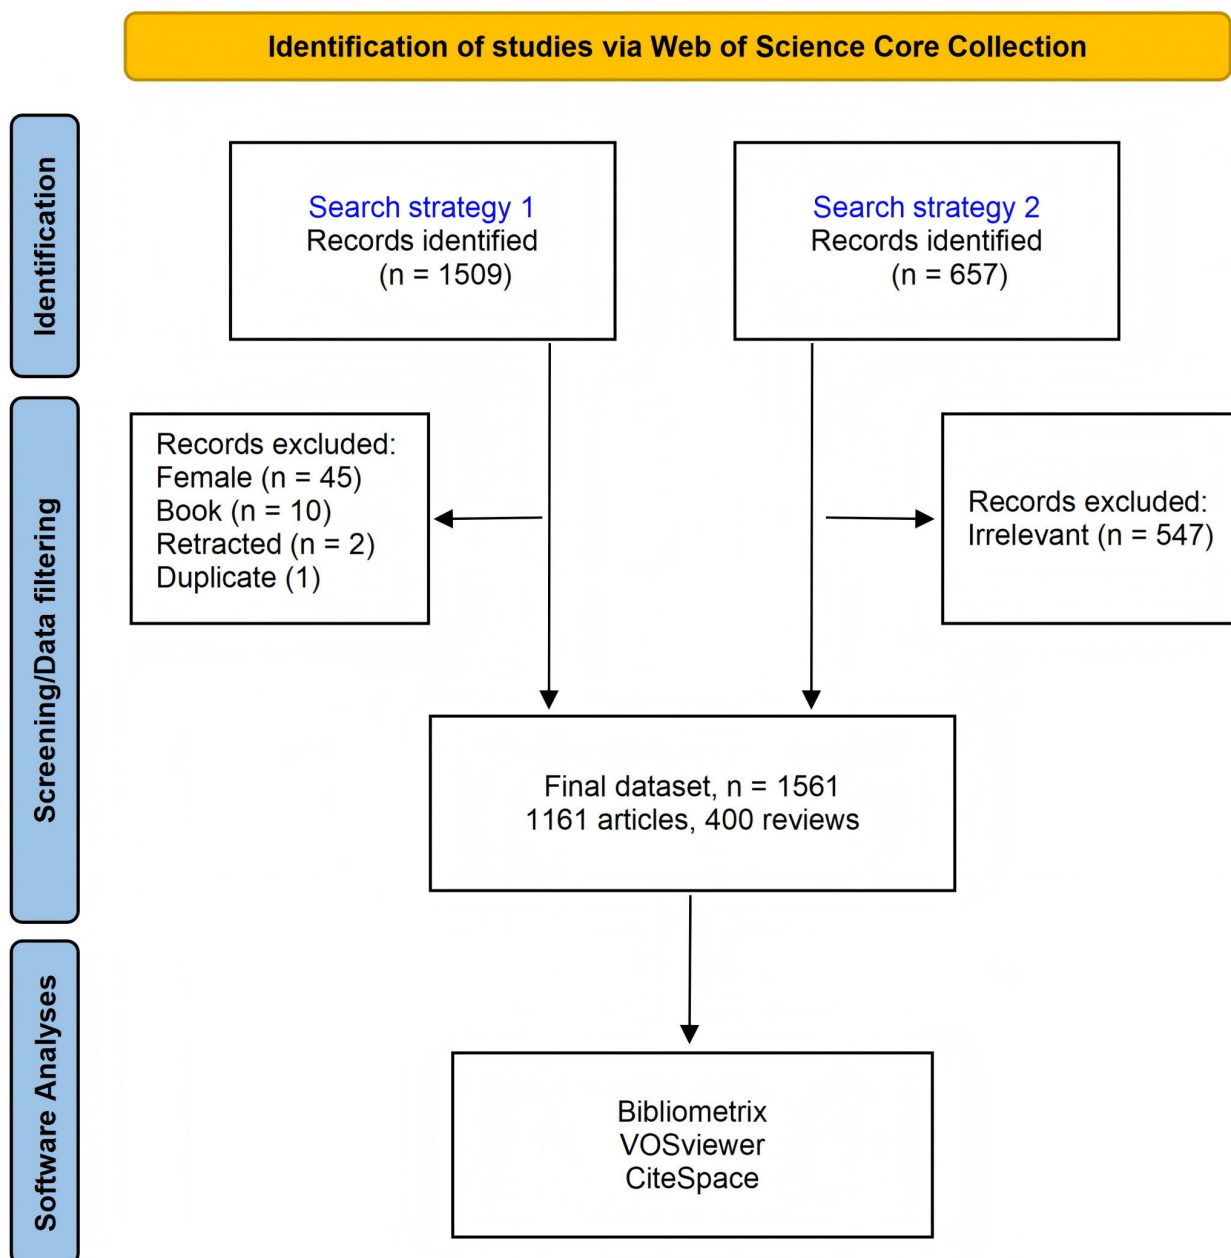 Identification of studies via Web of Science Core Collection
Identification
Search strategy 1
Records identified
(n = 1509)
Search strategy 2
Records identified
(n = 657)
Screening/Data filtering
Records excluded:
Female (n = 45)
Book (n = 10)
Retracted (n = 2)
Duplicate (1)
Records excluded:
Irrelevant (n = 547)
Final dataset, n = 1561
1161 articles, 400 reviews
Software Analyses
Bibliometrix
VOSviewer
CiteSpace